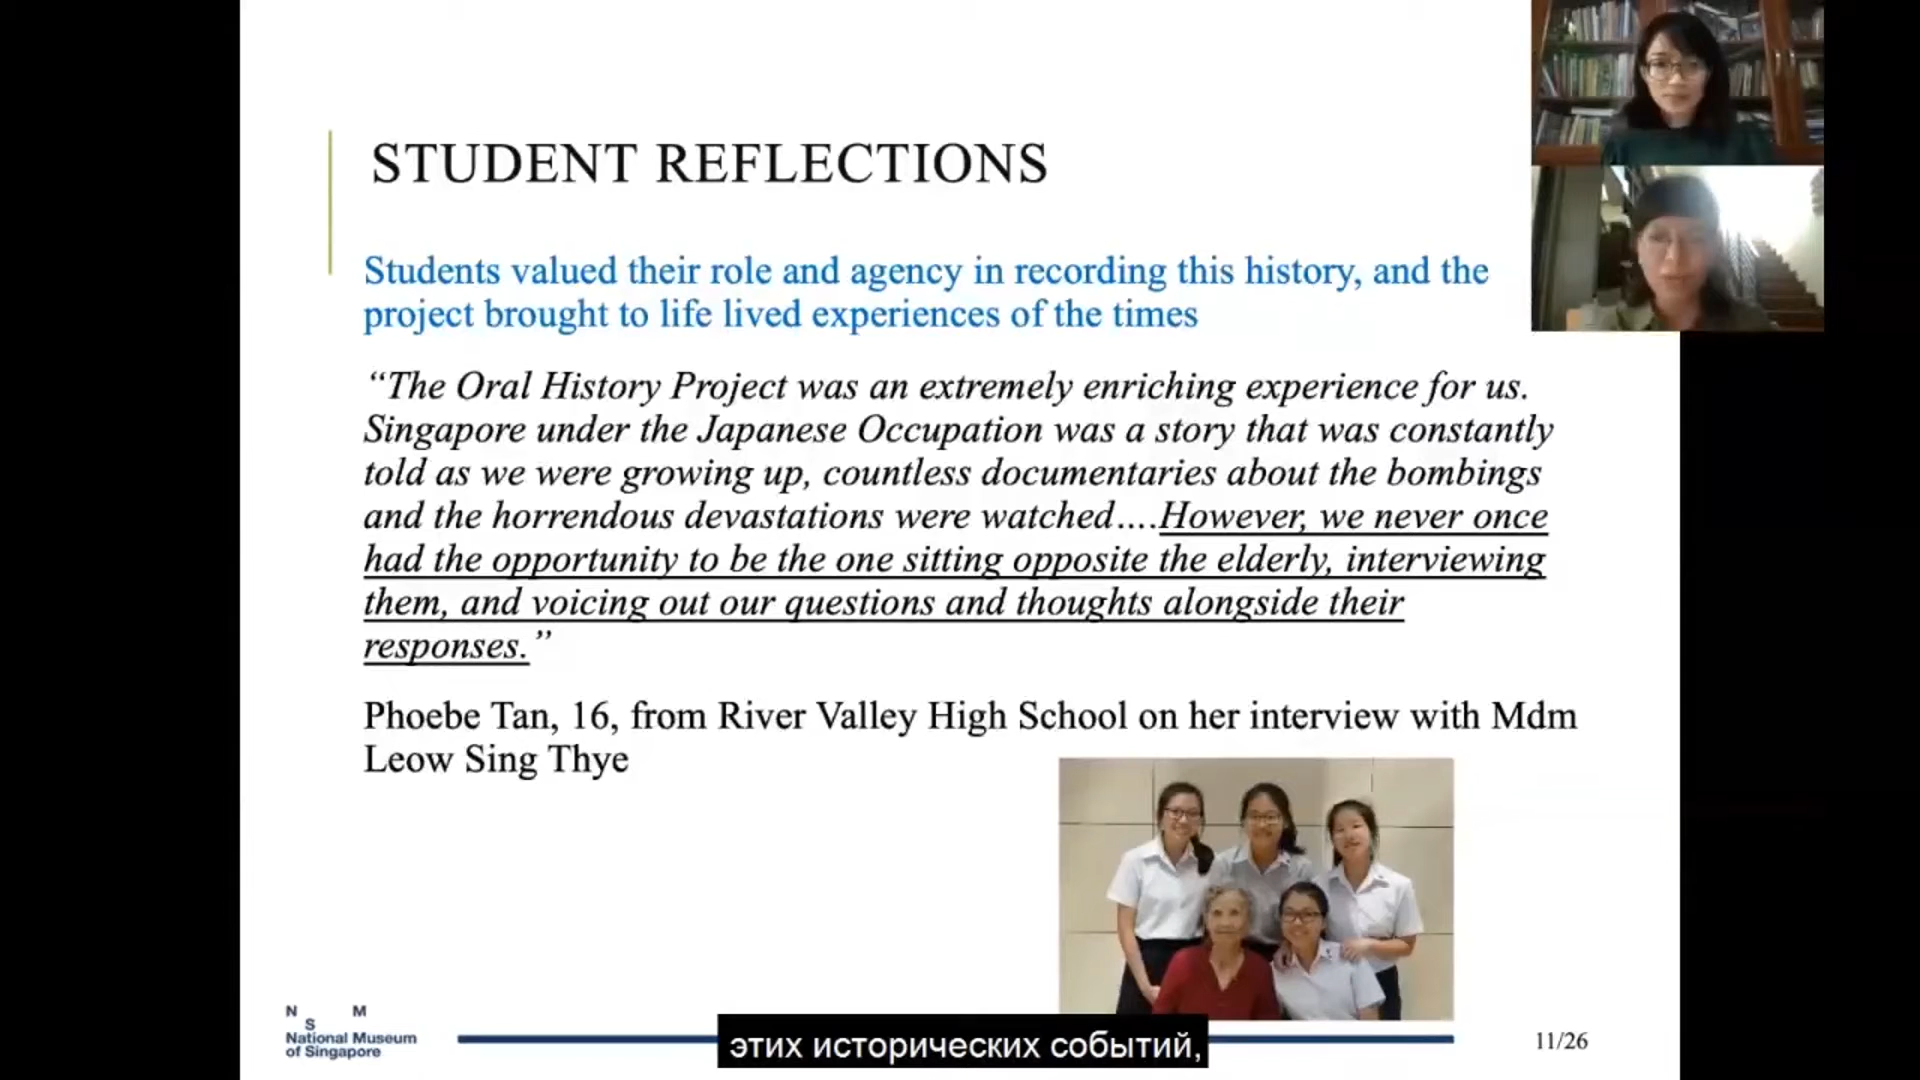 STUDENT REFLECTIONS
Students valued their role and agency in recording this history, and the
project brought to life lived experiences of the times
“The Oral History Project was an extremely enriching experience for us.
Singapore under the Japanese Occupation was a story that was constantly
told as we were growing up, countless documentaries about the bombings
and the horrendous devastations were watched….However, we never once
had the opportunity to be the one sitting opposite the elderly, interviewing
them, and voicing out our questions and thoughts alongside their
responses.”
Phoebe Tan, 16, from River Valley High School on her interview with Mdm
Leow Sing Thye
N M
S
National Museum
of Singapore
этих исторических событий,
11/26